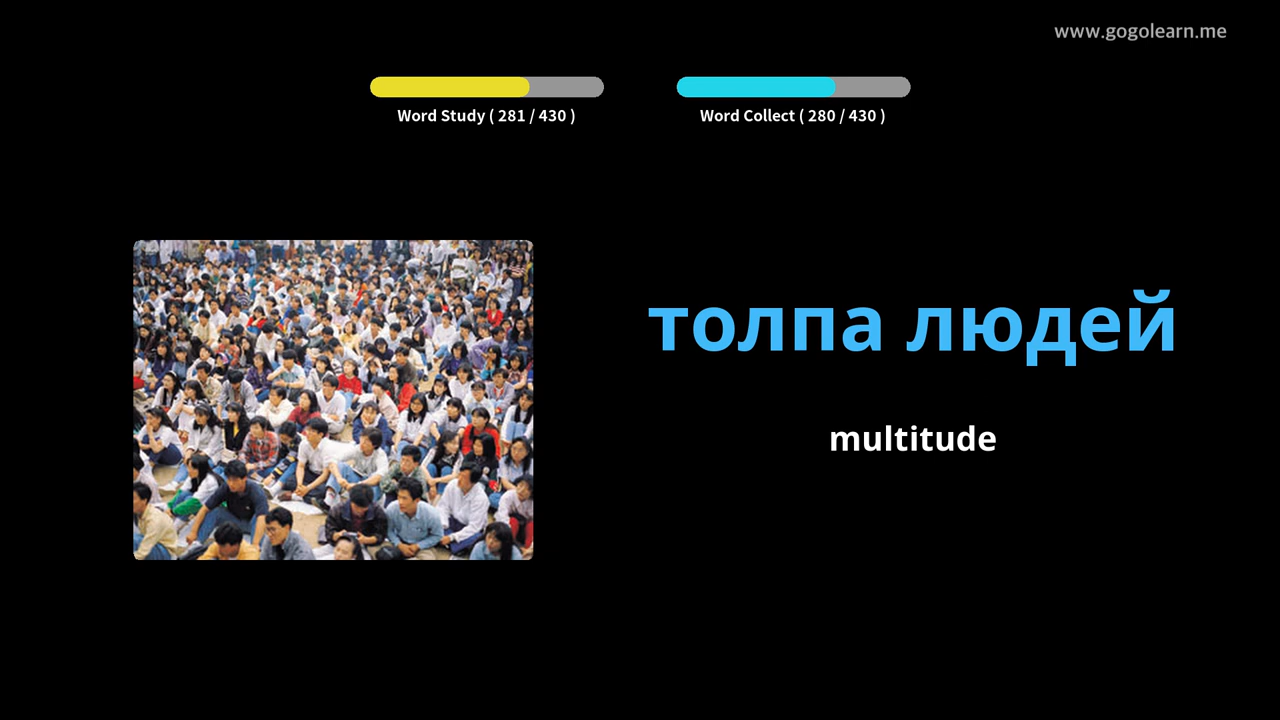 www.gogolearn.me
Word Study ( 281 / 430 )
Word Collect ( 280 / 430 )
толпа людей
multitude